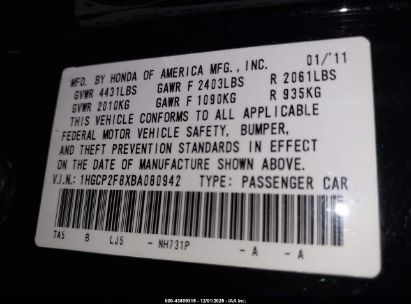 MFD. BY HONDA OF AMERICA MFG., INC. 01/'11
GVWR 4431LBS GAWR F 2403LBS R 2061LBS
GVWR 2010KG GAWR F 1090KG R 935KG
THIS VEHICLE CONFORMS TO ALL APPLICABLE
FEDERAL MOTOR VEHICLE SAFETY, BUMPER,
AND THEFT PREVENTION STANDARDS IN EFFECT
ON THE DATE OF MANUFACTURE SHOWN ABOVE.
V.I.N.: 1HGCP2F8XBA080942 TYPE: PASSENGER CAR
TA5 B LJ5 - NH731P - A - A
000-43809315 - 12/01/2025 - IAA Inc.